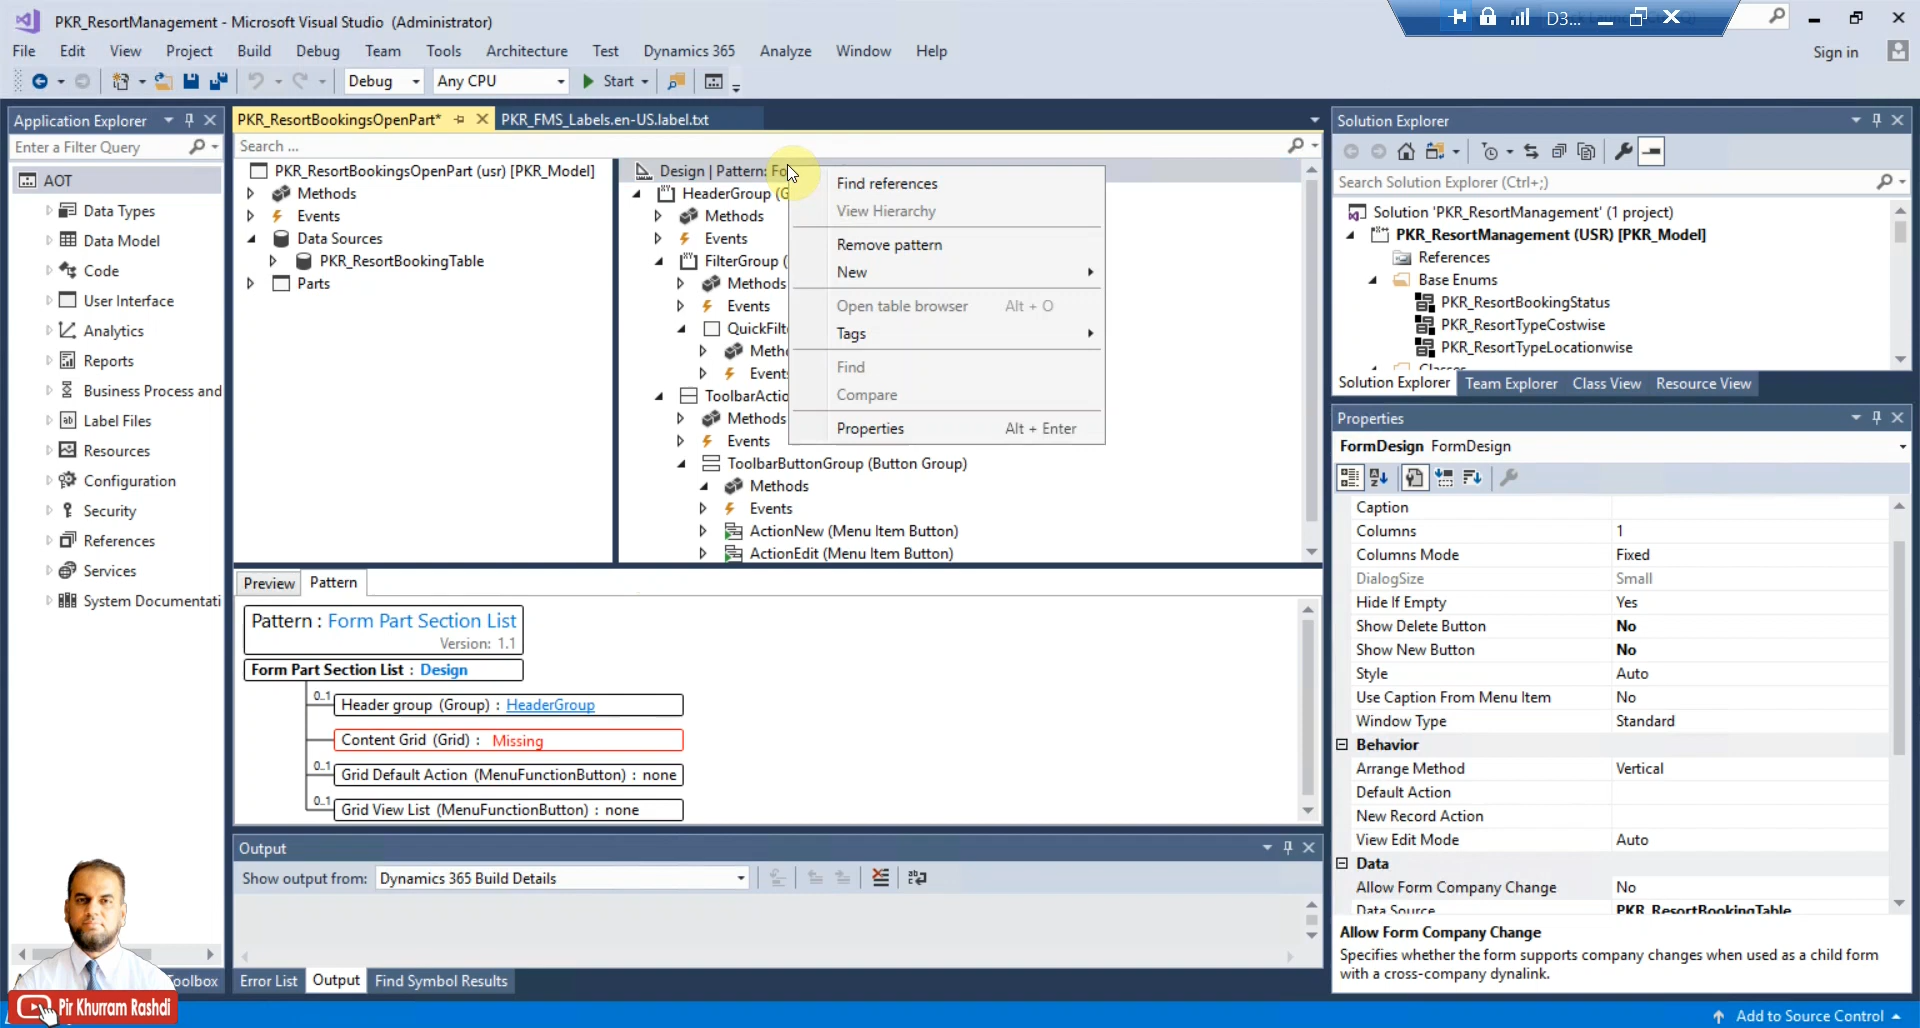 PKR_ResortManagement - Microsoft Visual Studio (Administrator)
D3...
File Edit View Project Build Debug Team Tools Architecture Test Dynamics 365 Analyze Window Help
Sign in
Debug Any CPU Start
Application Explorer
Enter a Filter Query
AOT
Data Types
Data Model
Code
User Interface
Analytics
Reports
Business Process and
Label Files
Resources
Configuration
Security
References
Services
System Documentati
PKR_ResortBookingsOpenPart*
PKR_FMS_Labels.en-US.label.txt
Search ...
PKR_ResortBookingsOpenPart (usr) [PKR_Model]
Methods
Events
Data Sources
PKR_ResortBookingTable
Parts
Design | Pattern: Fo
HeaderGroup (G
Methods
Events
FilterGroup (
Methods
Events
QuickFilt
Metho
Events
ToolbarActio
Methods
Events
ToolbarButtonGroup (Button Group)
Methods
Events
ActionNew (Menu Item Button)
ActionEdit (Menu Item Button)
Find references
View Hierarchy
Remove pattern
New
Open table browser Alt + O
Tags
Find
Compare
Properties Alt + Enter
Preview Pattern
Pattern : Form Part Section List
Version: 1.1
Form Part Section List : Design
0..1
Header group (Group) : HeaderGroup
Content Grid (Grid) : Missing
0..1
Grid Default Action (MenuFunctionButton) : none
0..1
Grid View List (MenuFunctionButton) : none
Output
Show output from: Dynamics 365 Build Details
Error List Output Find Symbol Results
Solution Explorer
Search Solution Explorer (Ctrl+;)
Solution 'PKR_ResortManagement' (1 project)
PKR_ResortManagement (USR) [PKR_Model]
References
Base Enums
PKR_ResortBookingStatus
PKR_ResortTypeCostwise
PKR_ResortTypeLocationwise
Classes
Solution Explorer Team Explorer Class View Resource View
Properties
FormDesign FormDesign
Caption
Columns 1
Columns Mode Fixed
DialogSize Small
Hide If Empty Yes
Show Delete Button No
Show New Button No
Style Auto
Use Caption From Menu Item No
Window Type Standard
Behavior
Arrange Method Vertical
Default Action
New Record Action
View Edit Mode Auto
Data
Allow Form Company Change No
Data Source PKR_ResortBookingTable
Allow Form Company Change
Specifies whether the form supports company changes when used as a child form
with a cross-company dynalink.
oolbox
Pir Khurram Rashdi
Add to Source Control